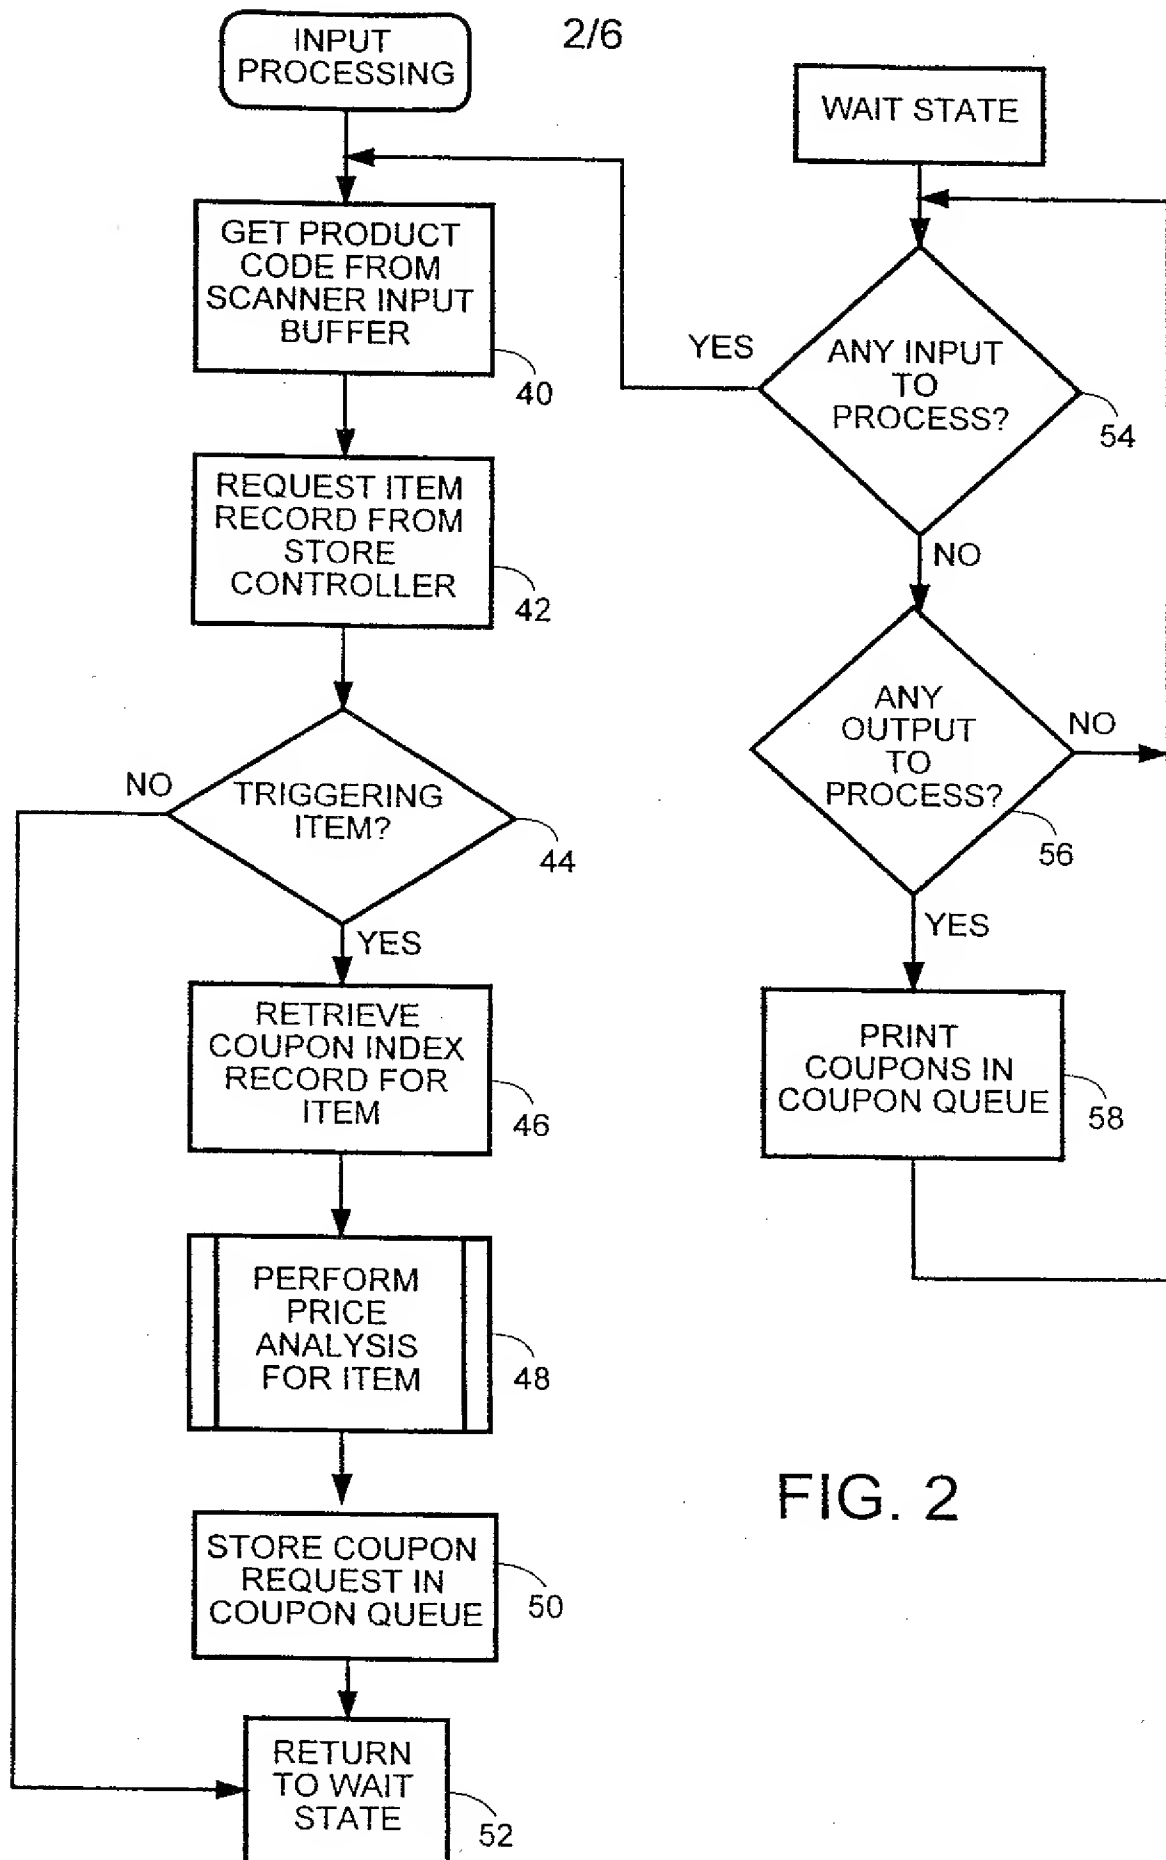 2/6
INPUT
PROCESSING
GET PRODUCT
CODE FROM
SCANNER INPUT
BUFFER
40
REQUEST ITEM
RECORD FROM
STORE
CONTROLLER
42
TRIGGERING
ITEM?
44
NO
YES
RETRIEVE
COUPON INDEX
RECORD FOR
ITEM
46
PERFORM
PRICE
ANALYSIS
FOR ITEM
48
STORE COUPON
REQUEST IN
COUPON QUEUE
50
RETURN
TO WAIT
STATE
52
WAIT STATE
ANY INPUT
TO
PROCESS?
54
YES
NO
ANY
OUTPUT
TO
PROCESS?
56
NO
YES
PRINT
COUPONS IN
COUPON QUEUE
58
FIG. 2